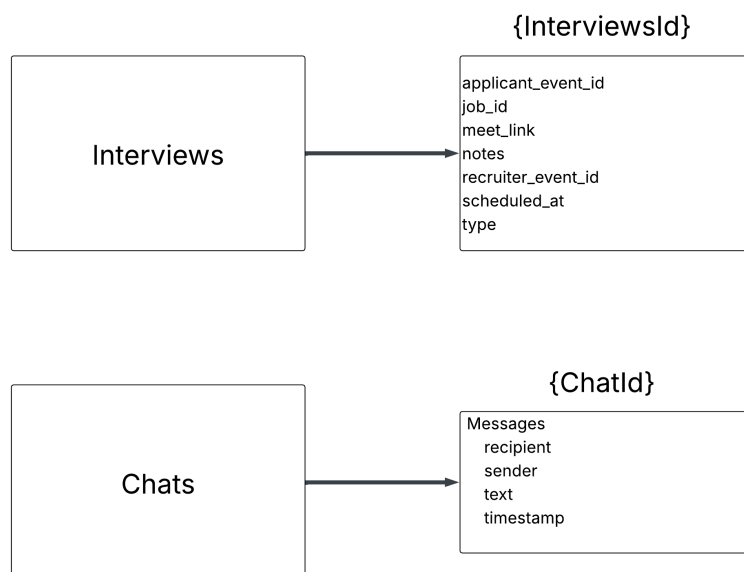 {InterviewsId}
Interviews
applicant_event_id
job_id
meet_link
notes
recruiter_event_id
scheduled_at
type
{ChatId}
Chats
Messages
recipient
sender
text
timestamp